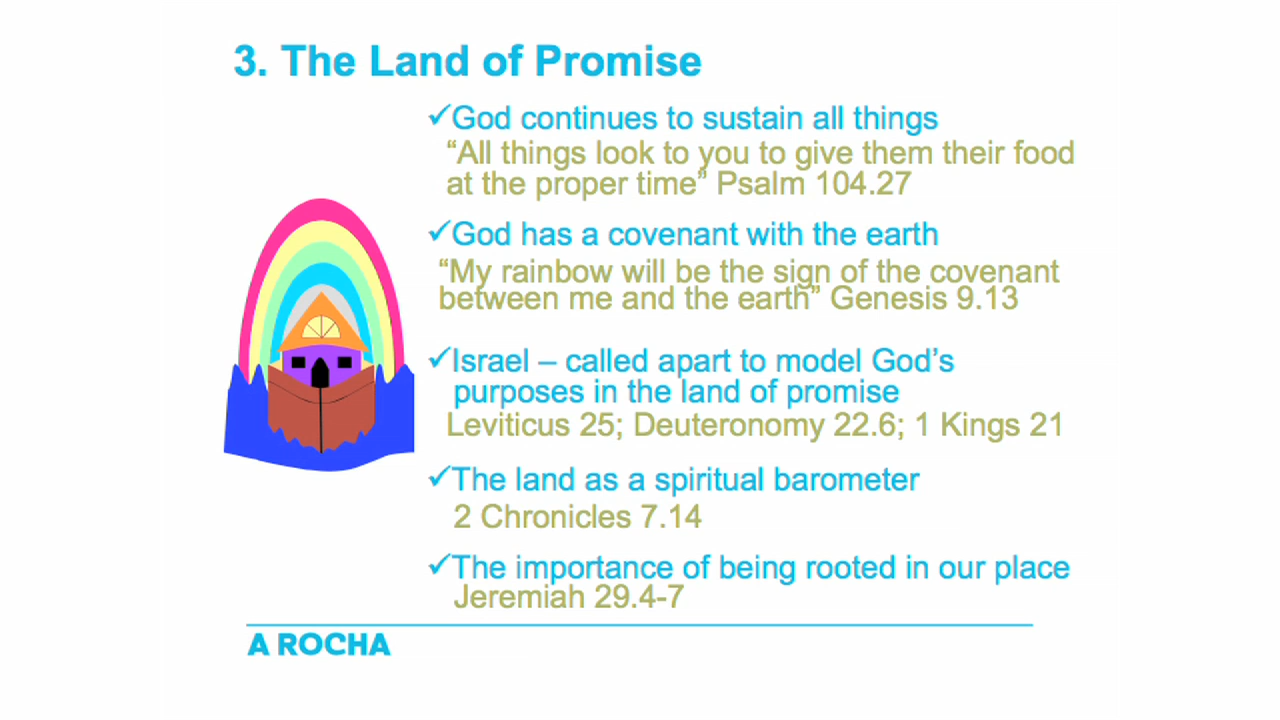 3. The Land of Promise
✓God continues to sustain all things
“All things look to you to give them their food
at the proper time” Psalm 104.27
✓God has a covenant with the earth
“My rainbow will be the sign of the covenant
between me and the earth” Genesis 9.13
✓Israel – called apart to model God’s
purposes in the land of promise
Leviticus 25; Deuteronomy 22.6; 1 Kings 21
✓The land as a spiritual barometer
2 Chronicles 7.14
✓The importance of being rooted in our place
Jeremiah 29.4-7
A ROCHA